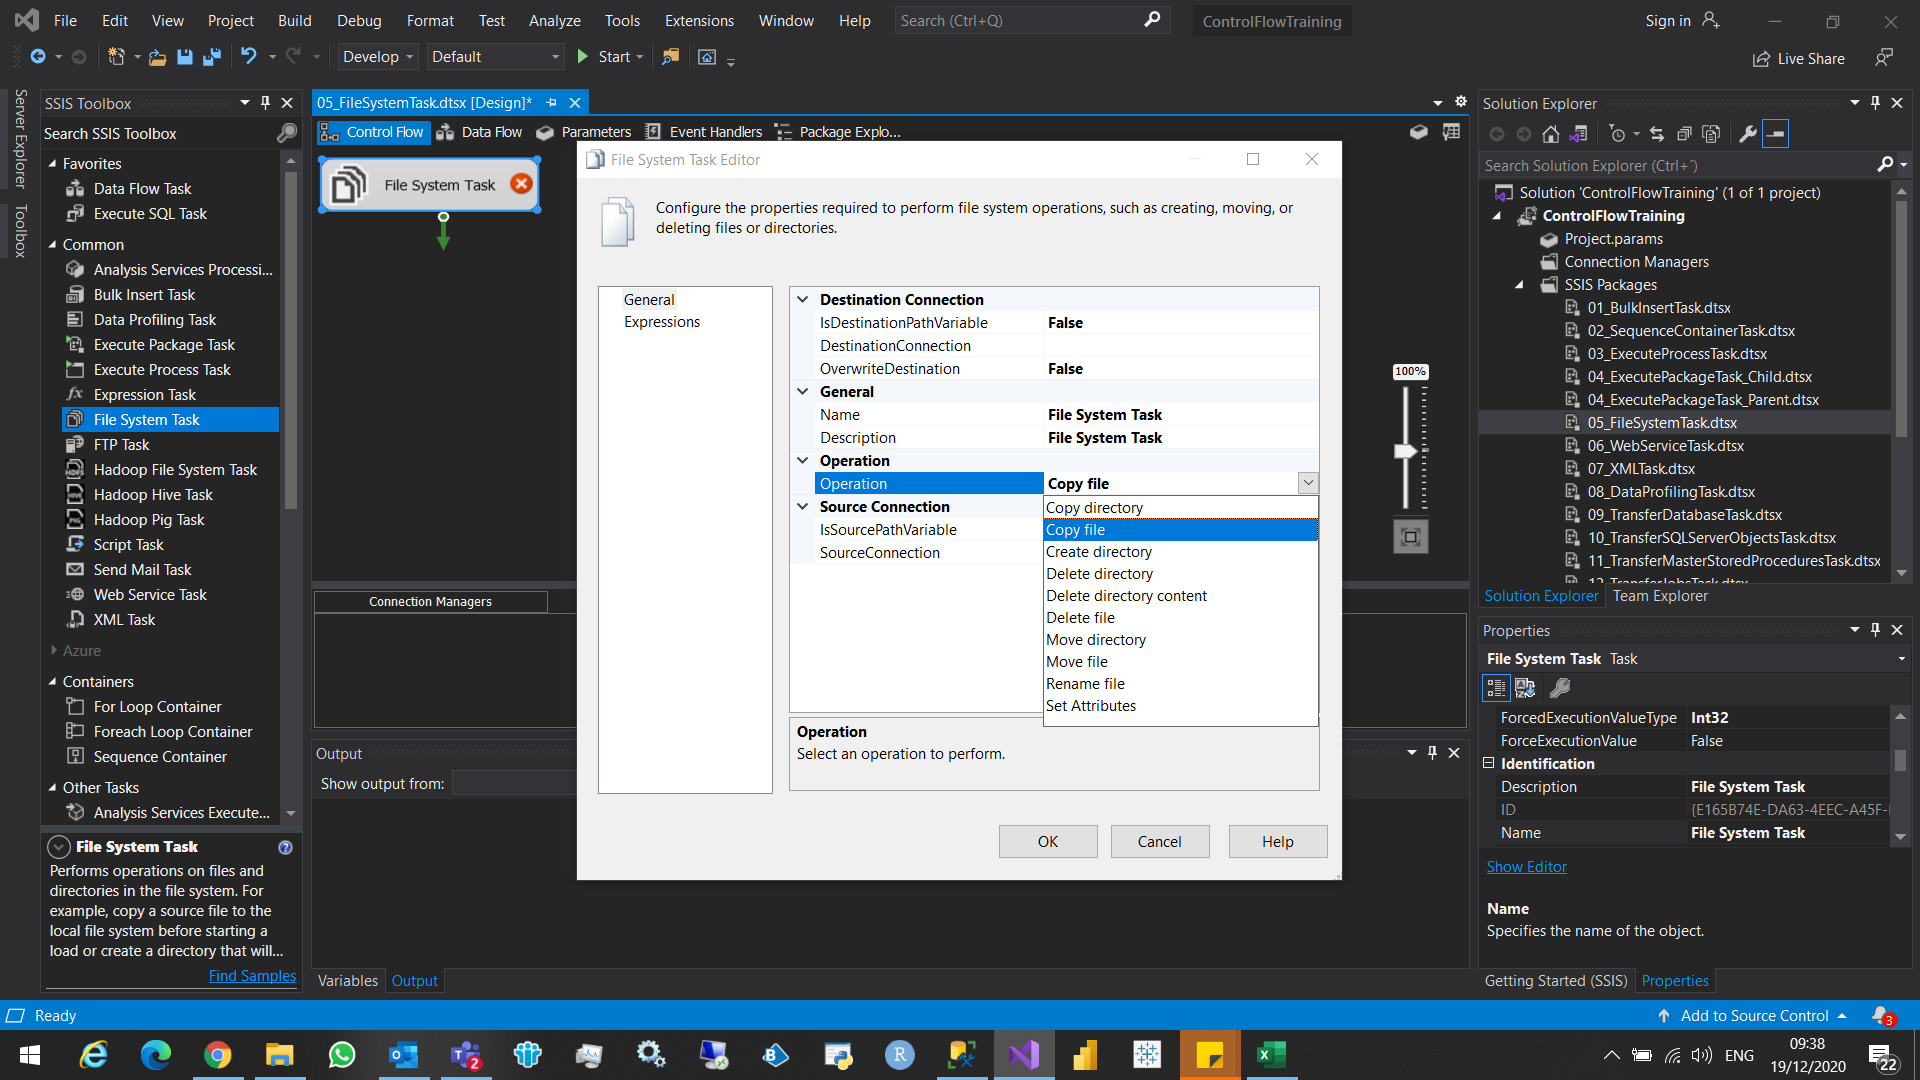 File Edit View Project Build Debug Format Test Analyze Tools Extensions Window Help Search (Ctrl+Q) ControlFlowTraining Sign in
Develop Default Start Live Share
Server Explorer
Toolbox
SSIS Toolbox
Search SSIS Toolbox
Favorites
Data Flow Task
Execute SQL Task
Common
Analysis Services Processi...
Bulk Insert Task
Data Profiling Task
Execute Package Task
Execute Process Task
Expression Task
File System Task
FTP Task
Hadoop File System Task
Hadoop Hive Task
Hadoop Pig Task
Script Task
Send Mail Task
Web Service Task
XML Task
Azure
Containers
For Loop Container
Foreach Loop Container
Sequence Container
Other Tasks
Analysis Services Execute...
File System Task
Performs operations on files and
directories in the file system. For
example, copy a source file to the
local file system before starting a
load or create a directory that will...
Find Samples
05_FileSystemTask.dtsx [Design]*
Control Flow Data Flow Parameters Event Handlers Package Explo...
File System Task
100%
Connection Managers
Output
Show output from:
Variables Output
File System Task Editor
Configure the properties required to perform file system operations, such as creating, moving, or
deleting files or directories.
General
Expressions
Destination Connection
IsDestinationPathVariable False
DestinationConnection
OverwriteDestination False
General
Name File System Task
Description File System Task
Operation
Operation Copy file
Source Connection
IsSourcePathVariable
SourceConnection
Copy directory
Copy file
Create directory
Delete directory
Delete directory content
Delete file
Move directory
Move file
Rename file
Set Attributes
Operation
Select an operation to perform.
OK Cancel Help
Solution Explorer
Search Solution Explorer (Ctrl+´)
Solution 'ControlFlowTraining' (1 of 1 project)
ControlFlowTraining
Project.params
Connection Managers
SSIS Packages
01_BulkInsertTask.dtsx
02_SequenceContainerTask.dtsx
03_ExecuteProcessTask.dtsx
04_ExecutePackageTask_Child.dtsx
04_ExecutePackageTask_Parent.dtsx
05_FileSystemTask.dtsx
06_WebServiceTask.dtsx
07_XMLTask.dtsx
08_DataProfilingTask.dtsx
09_TransferDatabaseTask.dtsx
10_TransferSQLServerObjectsTask.dtsx
11_TransferMasterStoredProceduresTask.dtsx
12_TransferJobsTask.dtsx
Solution Explorer Team Explorer
Properties
File System Task Task
ForcedExecutionValueType Int32
ForceExecutionValue False
Identification
Description File System Task
ID {E165B74E-DA63-4EEC-A45F-
Name File System Task
Show Editor
Name
Specifies the name of the object.
Getting Started (SSIS) Properties
Ready Add to Source Control 3
2 ENG 09:38
19/12/2020 22